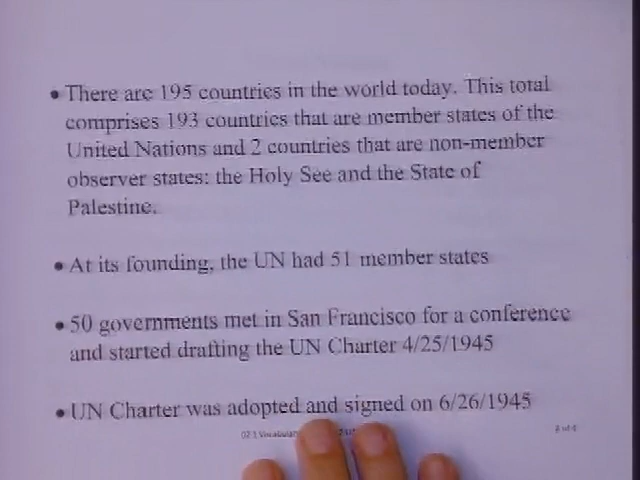 • There are 195 countries in the world today. This total
comprises 193 countries that are member states of the
United Nations and 2 countries that are non-member
observer states: the Holy See and the State of
Palestine.
• At its founding, the UN had 51 member states
• 50 governments met in San Francisco for a conference
and started drafting the UN Charter 4/25/1945
• UN Charter was adopted and signed on 6/26/1945